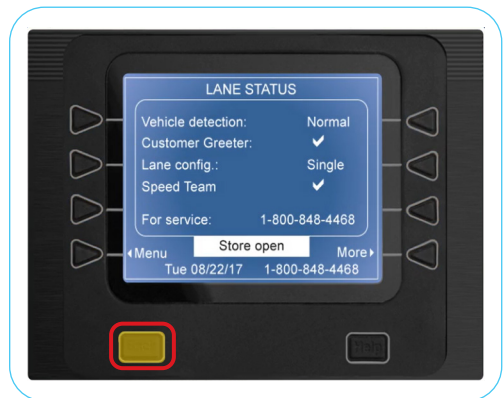 LANE STATUS
Vehicle detection: Normal
Customer Greeter: ✓
Lane config.: Single
Speed Team ✓
For service: 1-800-848-4468
Store open
Menu More
Tue 08/22/17 1-800-848-4468